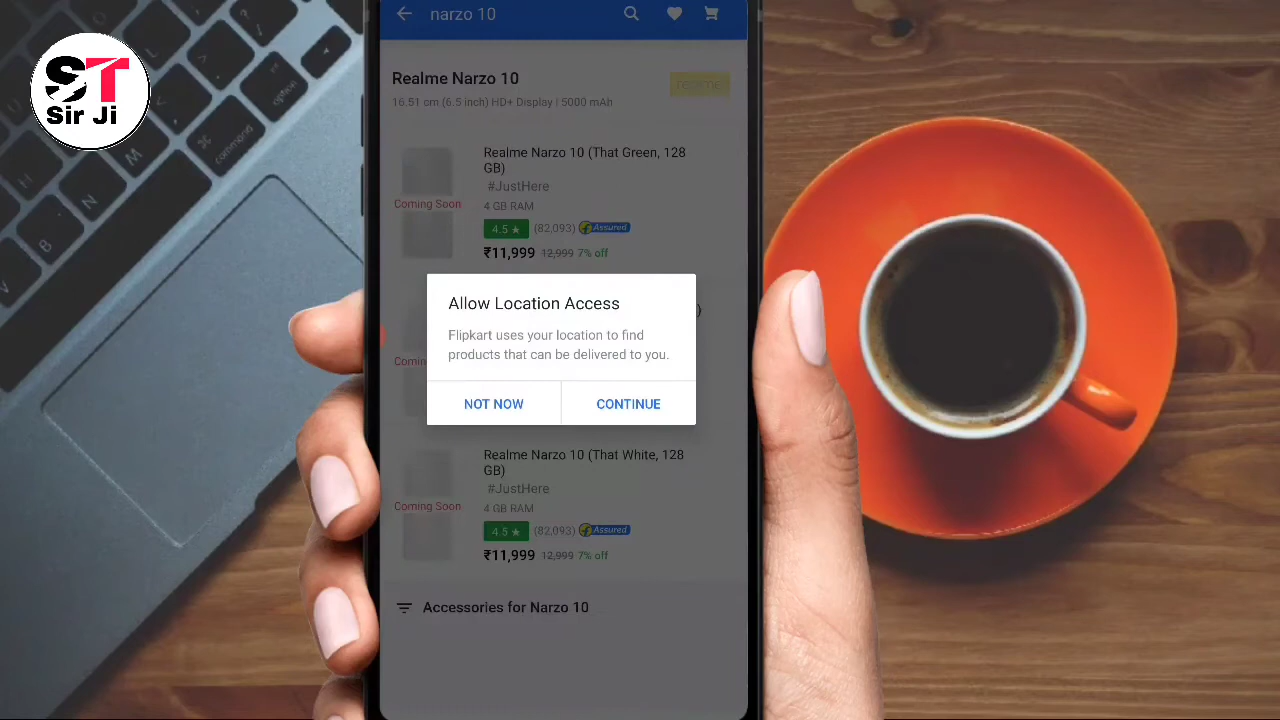 ST
Sir Ji
narzo 10
Realme Narzo 10
realme
16.51 cm (6.5 inch) HD+ Display | 5000 mAh
Realme Narzo 10 (That Green, 128
GB)
#JustHere
Coming Soon
4 GB RAM
4.5 ★ (82,093) Assured
₹11,999 12,999 7% off
)
Allow Location Access
Flipkart uses your location to find
products that can be delivered to you.
NOT NOW
CONTINUE
Realme Narzo 10 (That White, 128
GB)
#JustHere
Coming Soon
4 GB RAM
4.5 ★ (82,093) Assured
₹11,999 12,999 7% off
Accessories for Narzo 10
option
command
M
N
B
V